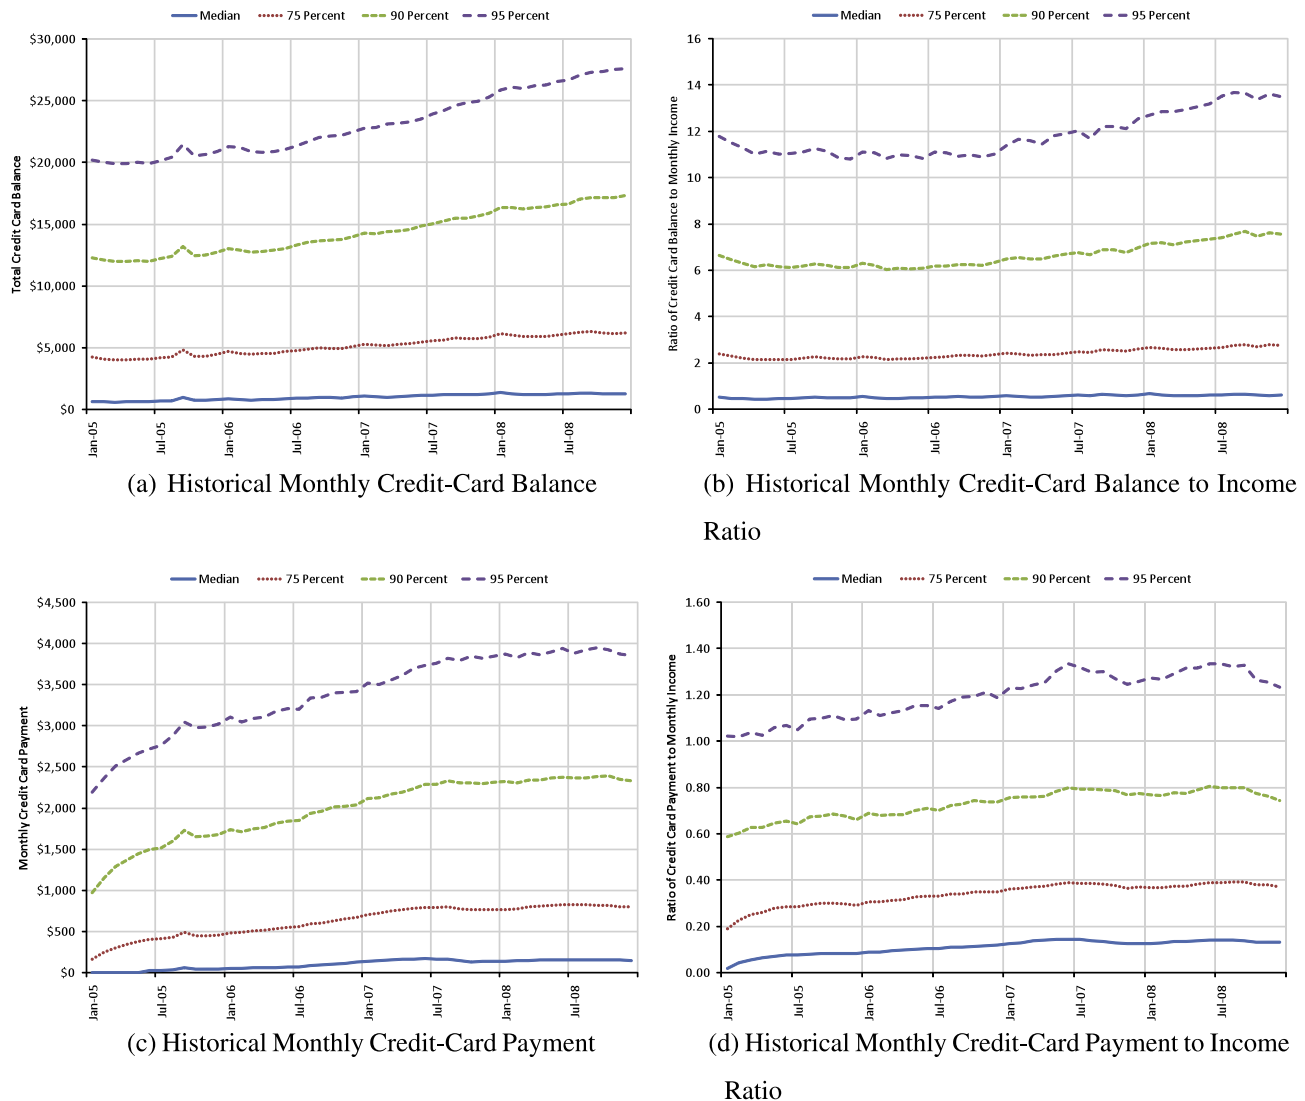 Median 75 Percent 90 Percent 95 Percent
$30,000
$25,000
$20,000
$15,000
$10,000
$5,000
$0
Total Credit Card Balance
Jan-05 Jul-05 Jan-06 Jul-06 Jan-07 Jul-07 Jan-08 Jul-08
(a) Historical Monthly Credit-Card Balance
Median 75 Percent 90 Percent 95 Percent
16
14
12
10
8
6
4
2
0
Ratio of Credit Card Balance to Monthly Income
Jan-05 Jul-05 Jan-06 Jul-06 Jan-07 Jul-07 Jan-08 Jul-08
(b) Historical Monthly Credit-Card Balance to Income
Ratio
Median 75 Percent 90 Percent 95 Percent
$4,500
$4,000
$3,500
$3,000
$2,500
$2,000
$1,500
$1,000
$500
$0
Monthly Credit Card Payment
Jan-05 Jul-05 Jan-06 Jul-06 Jan-07 Jul-07 Jan-08 Jul-08
(c) Historical Monthly Credit-Card Payment
Median 75 Percent 90 Percent 95 Percent
1.60
1.40
1.20
1.00
0.80
0.60
0.40
0.20
0.00
Ratio of Credit Card Payment to Monthly Income
Jan-05 Jul-05 Jan-06 Jul-06 Jan-07 Jul-07 Jan-08 Jul-08
(d) Historical Monthly Credit-Card Payment to Income
Ratio